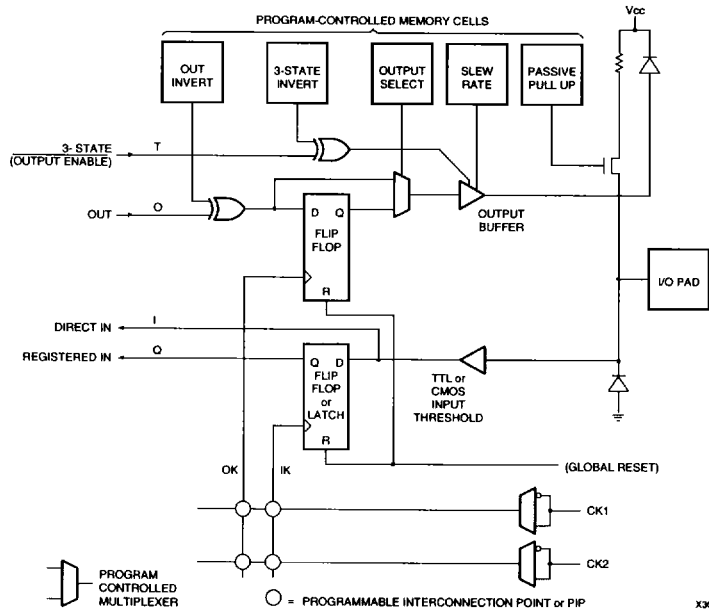 PROGRAM-CONTROLLED MEMORY CELLS
Vcc
OUT
INVERT
3-STATE
INVERT
OUTPUT
SELECT
SLEW
RATE
PASSIVE
PULL UP
3- STATE
(OUTPUT ENABLE)
T
OUT
O
D Q
FLIP
FLOP
R
OUTPUT
BUFFER
I/O PAD
DIRECT IN
I
REGISTERED IN
Q
Q D
FLIP
FLOP
or
LATCH
R
TTL or
CMOS
INPUT
THRESHOLD
OK
IK
(GLOBAL RESET)
CK1
CK2
PROGRAM
CONTROLLED
MULTIPLEXER
= PROGRAMMABLE INTERCONNECTION POINT or PIP